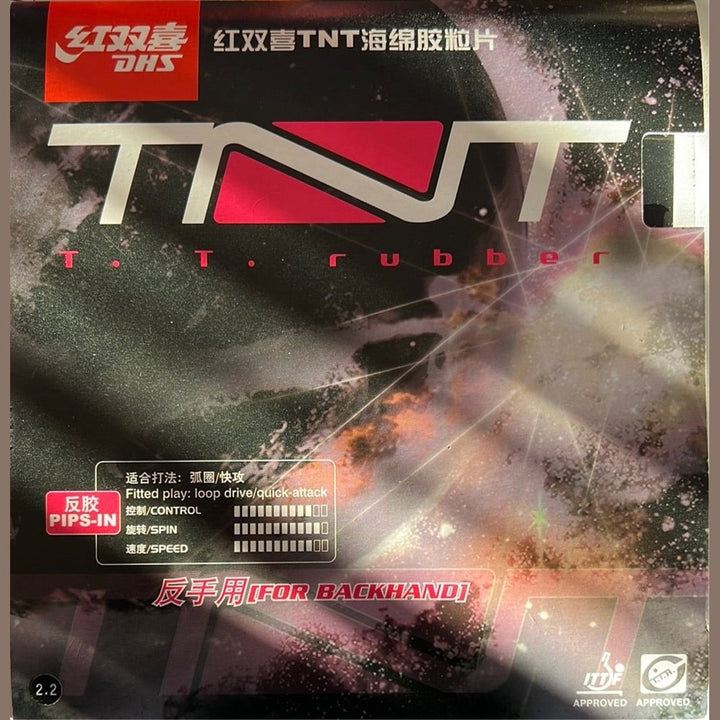 红双喜
DHS
红双喜TNT海绵胶粒片
TNT
T. T. rubber
适合打法：弧圈/快攻
Fitted play: loop drive/quick-attack
反胶
PIPS-IN
控制/CONTROL
旋转/SPIN
速度/SPEED
反手用[FOR BACKHAND]
2.2
ITTF
APPROVED
RUBBER